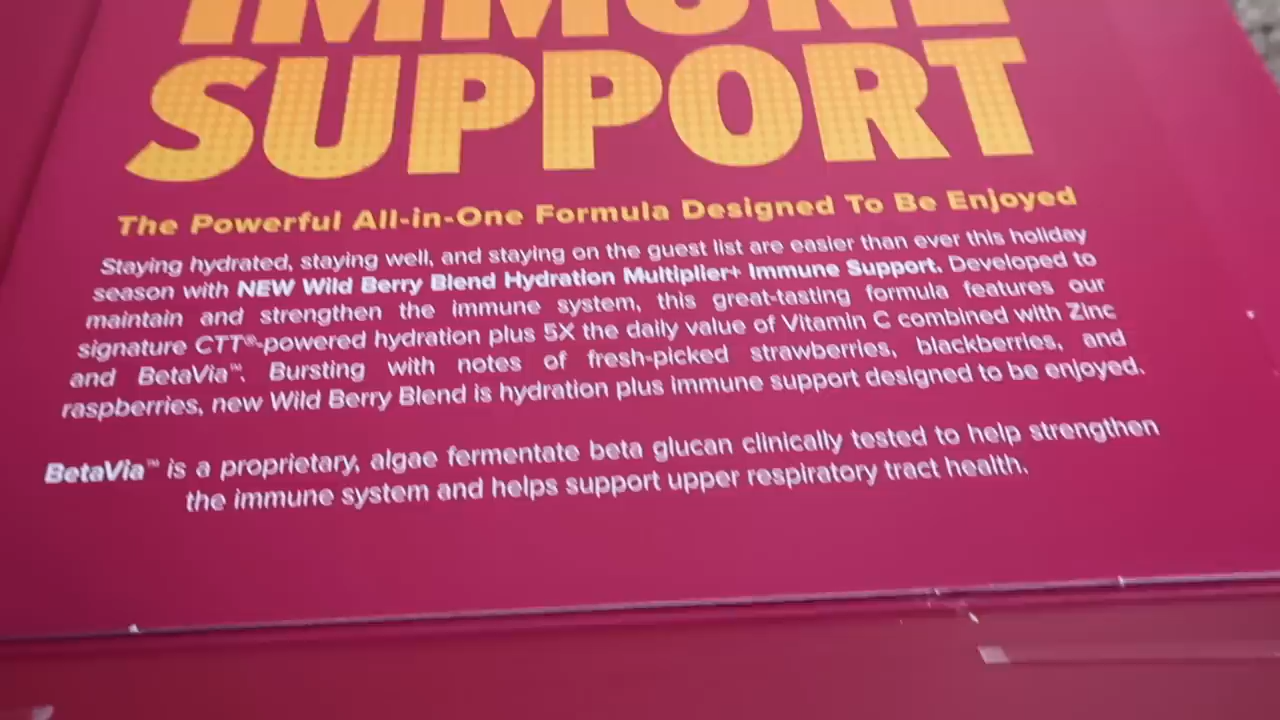 IMMUNE
SUPPORT
The Powerful All-in-One Formula Designed To Be Enjoyed
Staying hydrated, staying well, and staying on the guest list are easier than ever this holiday
season with NEW Wild Berry Blend Hydration Multiplier+ Immune Support. Developed to
maintain and strengthen the immune system, this great-tasting formula features our
signature CTT®-powered hydration plus 5X the daily value of Vitamin C combined with Zinc
and BetaVia™. Bursting with notes of fresh-picked strawberries, blackberries, and
raspberries, new Wild Berry Blend is hydration plus immune support designed to be enjoyed.
BetaVia™ is a proprietary, algae fermentate beta glucan clinically tested to help strengthen
the immune system and helps support upper respiratory tract health.